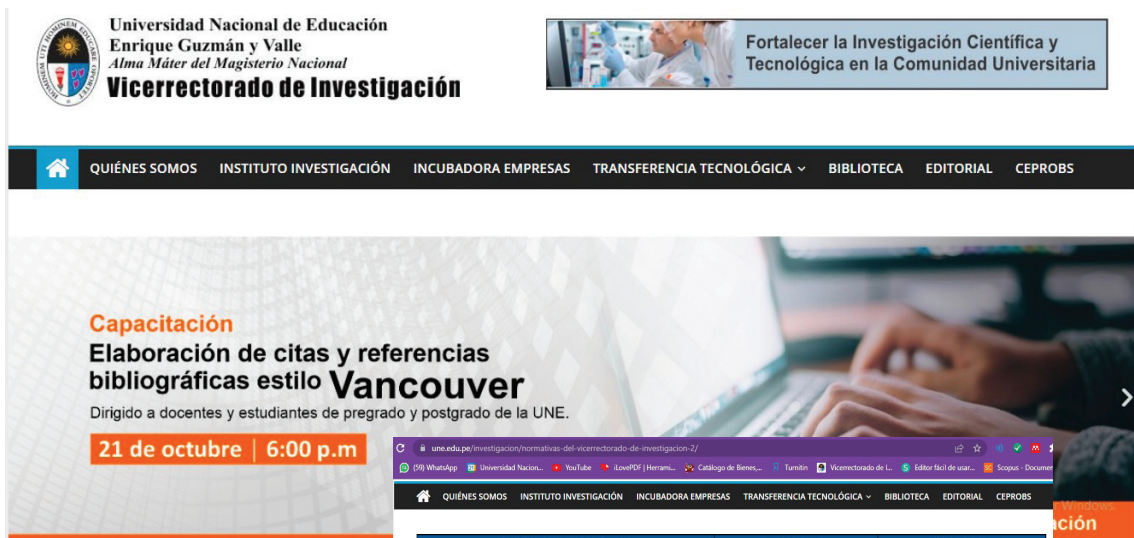 Universidad Nacional de Educación
Enrique Guzmán y Valle
Alma Máter del Magisterio Nacional
Vicerrectorado de Investigación
Fortalecer la Investigación Científica y
Tecnológica en la Comunidad Universitaria
QUIÉNES SOMOS INSTITUTO INVESTIGACIÓN INCUBADORA EMPRESAS TRANSFERENCIA TECNOLÓGICA BIBLIOTECA EDITORIAL CEPROBS
Capacitación
Elaboración de citas y referencias
bibliográficas estilo Vancouver
Dirigido a docentes y estudiantes de pregrado y postgrado de la UNE.
21 de octubre | 6:00 p.m
une.edu.pe/investigacion/normativas-del-vicerrectorado-de-investigacion-2/
(59) WhatsApp Universidad Nacion... YouTube iLovePDF | Herrami... Catálogo de Bienes,... Turnitin Vicerrectorado de I... Editor fácil de usar... Scopus - Documen
QUIÉNES SOMOS INSTITUTO INVESTIGACIÓN INCUBADORA EMPRESAS TRANSFERENCIA TECNOLÓGICA BIBLIOTECA EDITORIAL CEPROBS
Windows.
ación